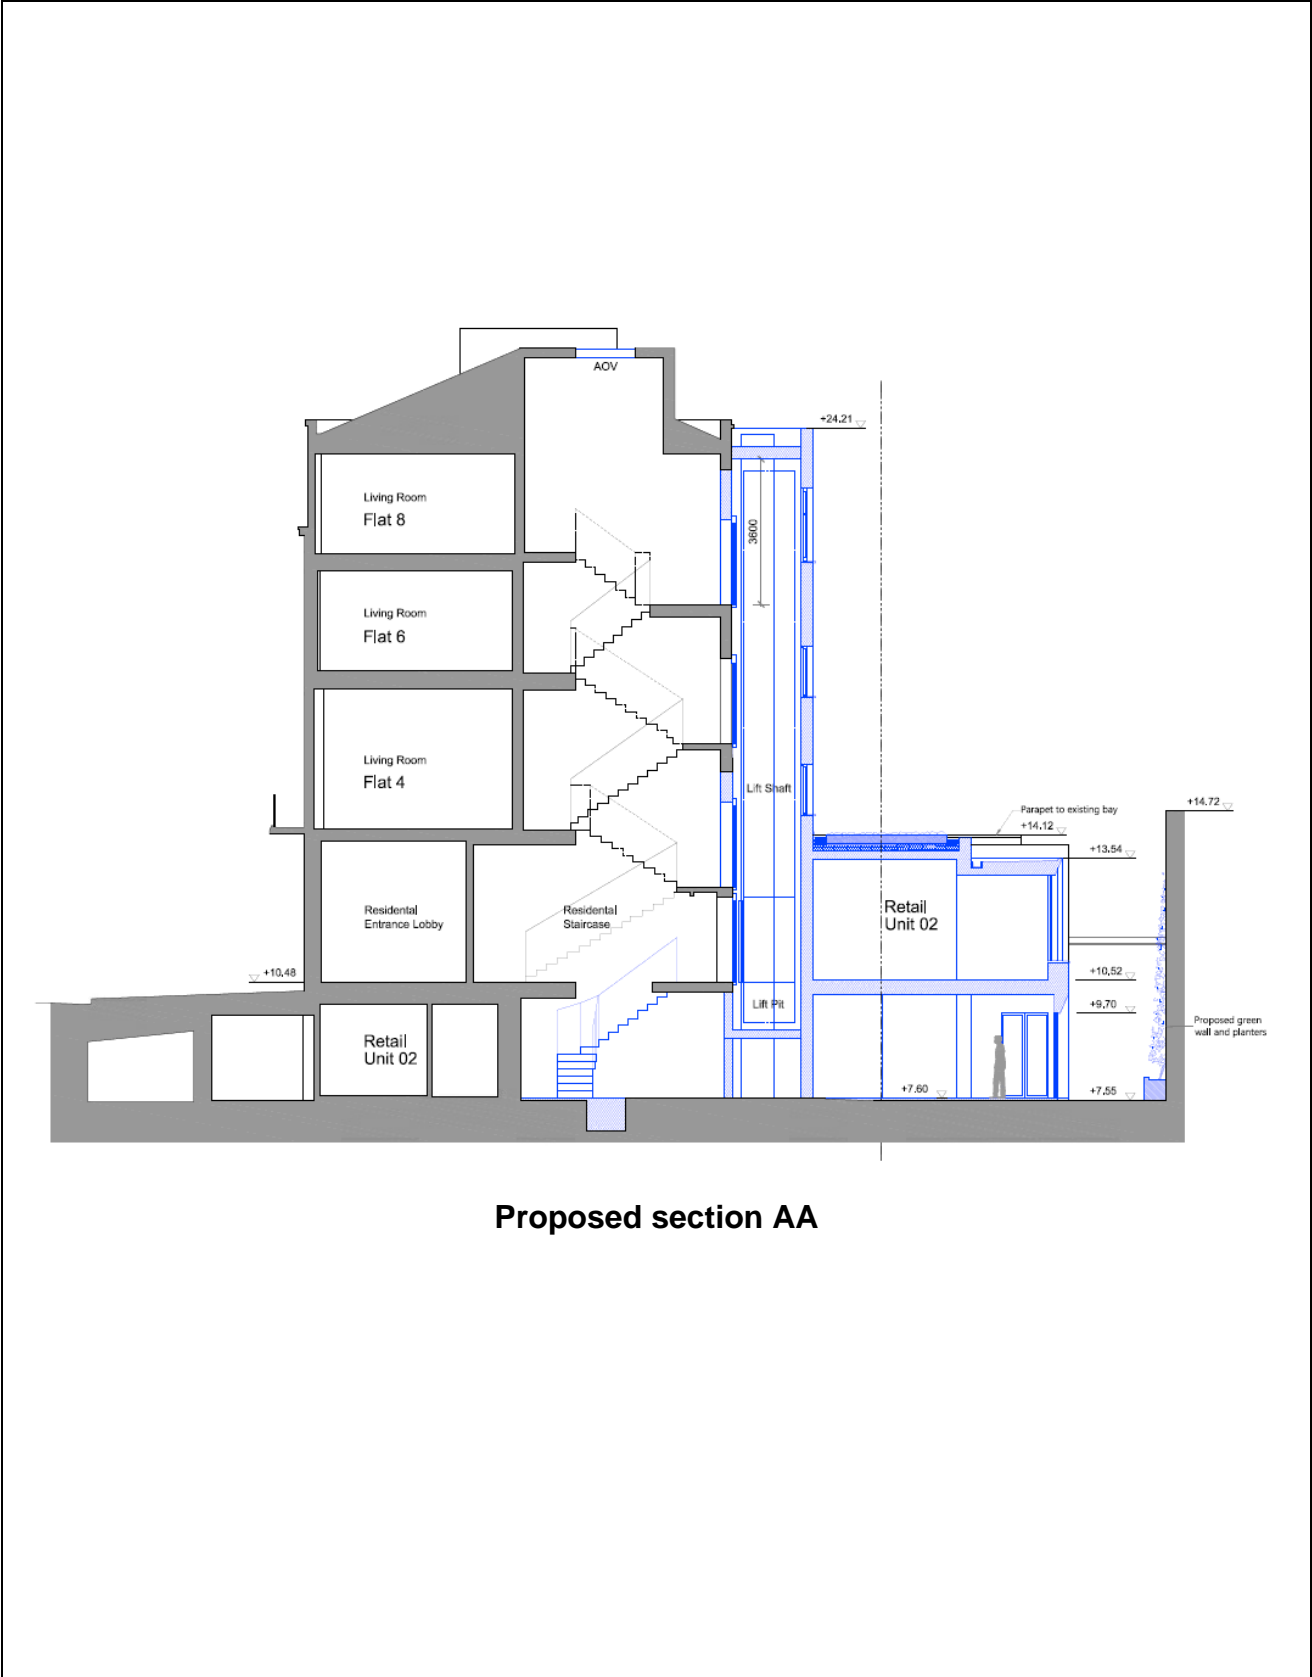 AOV
+24.21
Living Room
Flat 8
3600
Living Room
Flat 6
Living Room
Flat 4
Lift Shaft
Parapet to existing bay
+14.72
+14.12
+13.54
Residental
Entrance Lobby
Residental
Staircase
Retail
Unit 02
+10.48
+10.52
Lift Pit
+9.70
Proposed green
wall and planters
Retail
Unit 02
+7.60
+7.55
Proposed section AA